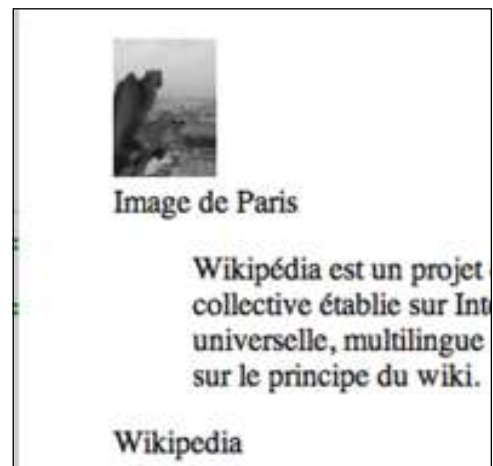 Image de Paris
Wikipédia est un projet
collective établie sur
universelle, multilingue
sur le principe du wiki.
Wikipedia